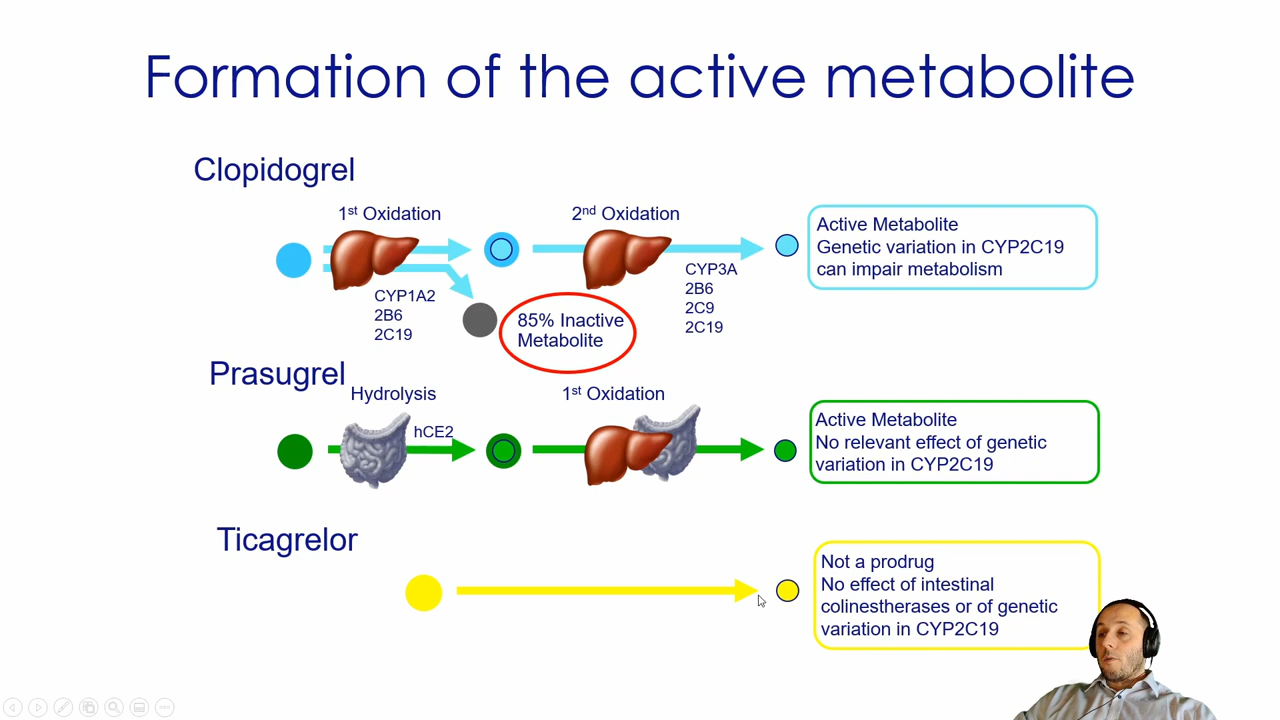 Formation of the active metabolite
Clopidogrel
1st Oxidation
2nd Oxidation
CYP1A2
2B6
2C19
85% Inactive
Metabolite
CYP3A
2B6
2C9
2C19
Active Metabolite
Genetic variation in CYP2C19
can impair metabolism
Prasugrel
Hydrolysis
hCE2
1st Oxidation
Active Metabolite
No relevant effect of genetic
variation in CYP2C19
Ticagrelor
Not a prodrug
No effect of intestinal
colinestherases or of genetic
variation in CYP2C19